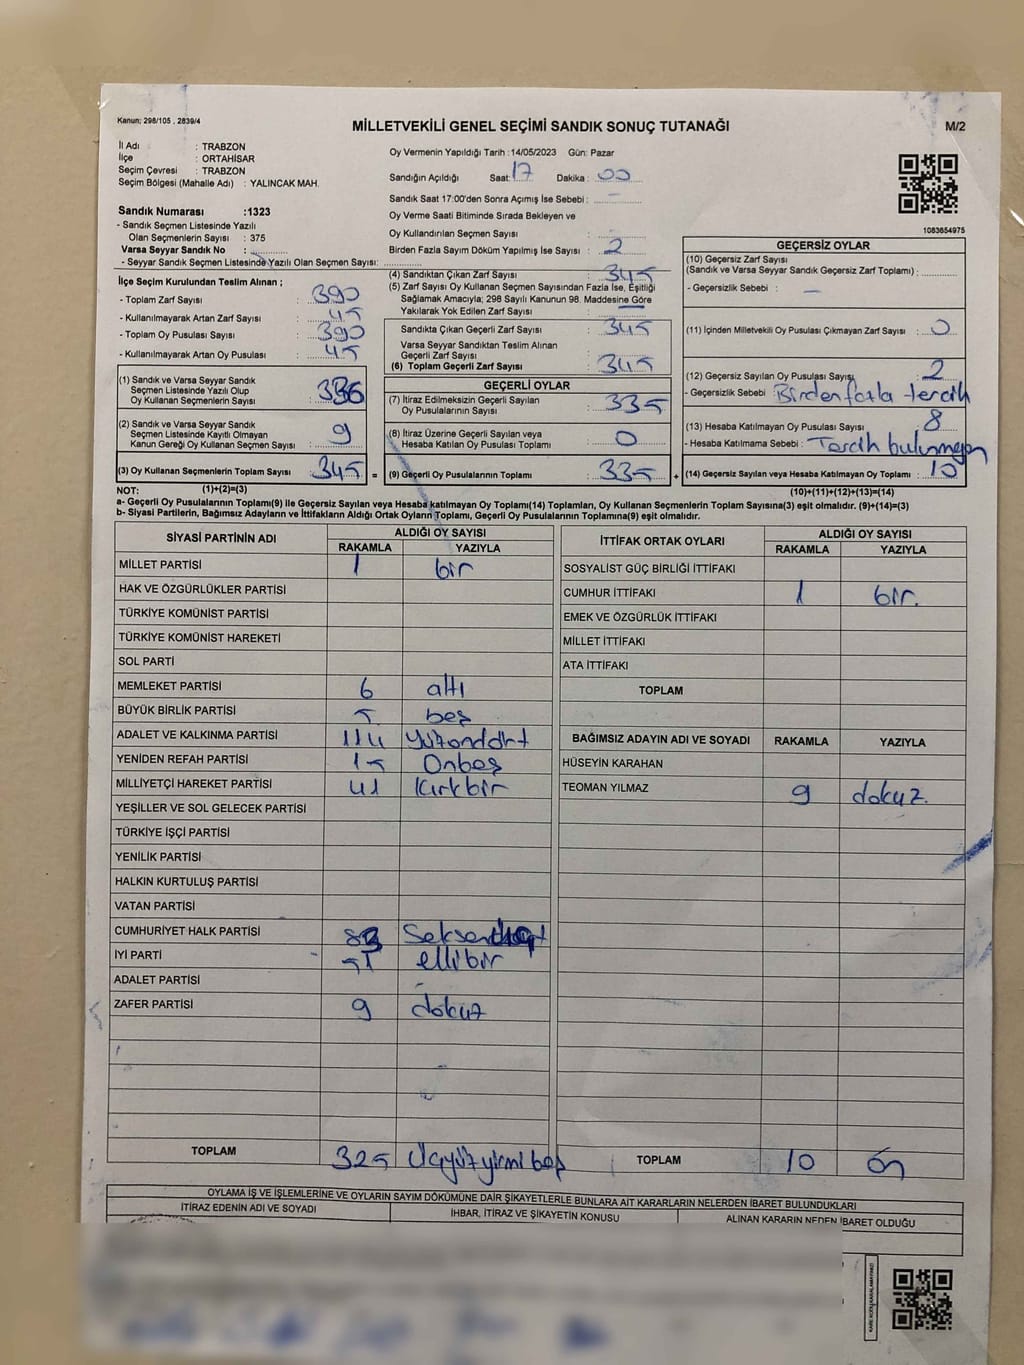 Kanun; 298/105 , 2839/4
MİLLETVEKİLİ GENEL SEÇİMİ SANDIK SONUÇ TUTANAĞI
M/2
İl Adı : TRABZON
İlçe : ORTAHİSAR
Seçim Çevresi : TRABZON
Seçim Bölgesi (Mahalle Adı) : YALINCAK MAH.
Sandık Numarası :1323
- Sandık Seçmen Listesinde Yazılı
Olan Seçmenlerin Sayısı : 375
Varsa Seyyar Sandık No :
- Seyyar Sandık Seçmen Listesinde Yazılı Olan Seçmen Sayısı:
Oy Vermenin Yapıldığı Tarih :14/05/2023 Gün: Pazar
Sandığın Açıldığı Saat: 17 Dakika : 00
Sandık Saat 17:00'den Sonra Açımış İse Sebebi : -
Oy Verme Saati Bitiminde Sırada Bekleyen ve
Oy Kullandırılan Seçmen Sayısı : -
Birden Fazla Sayım Döküm Yapılmış İse Sayısı : 2
1083654975
İlçe Seçim Kurulundan Teslim Alınan ;
- Toplam Zarf Sayısı : 390
- Kullanılmayarak Artan Zarf Sayısı : 45
- Toplam Oy Pusulası Sayısı : 390
- Kullanılmayarak Artan Oy Pusulası : 45
(1) Sandık ve Varsa Seyyar Sandık
Seçmen Listesinde Yazılı Olup
Oy Kullanan Seçmenlerin Sayısı : 336
(2) Sandık ve Varsa Seyyar Sandık
Seçmen Listesinde Kayıtlı Olmayan
Kanun Gereği Oy Kullanan Seçmen Sayısı : 9
(3) Oy Kullanan Seçmenlerin Toplam Sayısı : 345 =
(1)+(2)=(3)
(4) Sandıktan Çıkan Zarf Sayısı : 345
(5) Zarf Sayısı Oy Kullanan Seçmen Sayısından Fazla İse, Eşitliği
Sağlamak Amacıyla; 298 Sayılı Kanunun 98. Maddesine Göre
Yakılarak Yok Edilen Zarf Sayısı :
Sandıkta Çıkan Geçerli Zarf Sayısı : 345
Varsa Seyyar Sandıktan Teslim Alınan
Geçerli Zarf Sayısı :
(6) Toplam Geçerli Zarf Sayısı : 345
GEÇERLİ OYLAR
(7) İtiraz Edilmeksizin Geçerli Sayılan
Oy Pusulalarının Sayısı : 335
(8) İtiraz Üzerine Geçerli Sayılan veya
Hesaba Katılan Oy Pusulası Toplamı : 0
(9) Geçerli Oy Pusulalarının Toplamı : 335 +
GEÇERSİZ OYLAR
(10) Geçersiz Zarf Sayısı
(Sandık ve Varsa Seyyar Sandık Geçersiz Zarf Toplamı) :
- Geçersizlik Sebebi : -
(11) İçinden Milletvekili Oy Pusulası Çıkmayan Zarf Sayısı : 0
(12) Geçersiz Sayılan Oy Pusulası Sayısı : 2
- Geçersizlik Sebebi : Birden fazla tercih
(13) Hesaba Katılmayan Oy Pusulası Sayısı : 8
- Hesaba Katılmama Sebebi : Tercih bulunmayan
(14) Geçersiz Sayılan veya Hesaba Katılmayan Oy Toplamı : 10
(10)+(11)+(12)+(13)=(14)
NOT:
a- Geçerli Oy Pusulalarının Toplamı(9) ile Geçersiz Sayılan veya Hesaba katılmayan Oy Toplamı(14) Toplamları, Oy Kullanan Seçmenlerin Toplam Sayısına(3) eşit olmalıdır. (9)+(14)=(3)
b- Siyasi Partilerin, Bağımsız Adayların ve İttifakların Aldığı Ortak Oyların Toplamı, Geçerli Oy Pusulalarının Toplamına(9) eşit olmalıdır.
SİYASİ PARTİNİN ADI ALDIĞI OY SAYISI
RAKAMLA YAZIYLA
MİLLET PARTİSİ 1 bir
HAK VE ÖZGÜRLÜKLER PARTİSİ
TÜRKİYE KOMÜNİST PARTİSİ
TÜRKİYE KOMÜNİST HAREKETİ
SOL PARTİ
MEMLEKET PARTİSİ 6 altı
BÜYÜK BİRLİK PARTİSİ 5 beş
ADALET VE KALKINMA PARTİSİ 114 Yüzondört
YENİDEN REFAH PARTİSİ 15 Onbeş
MİLLİYETÇİ HAREKET PARTİSİ 41 Kırkbir
YEŞİLLER VE SOL GELECEK PARTİSİ
TÜRKİYE İŞÇİ PARTİSİ
YENİLİK PARTİSİ
HALKIN KURTULUŞ PARTİSİ
VATAN PARTİSİ
CUMHURİYET HALK PARTİSİ
İYİ PARTİ 51 ellibir
ADALET PARTİSİ
ZAFER PARTİSİ 9 dokuz
TOPLAM 325 Üçyüzyirmibeş
İTTİFAK ORTAK OYLARI ALDIĞI OY SAYISI
RAKAMLA YAZIYLA
SOSYALİST GÜÇ BİRLİĞİ İTTİFAKI
CUMHUR İTTİFAKI 1 bir.
EMEK VE ÖZGÜRLÜK İTTİFAKI
MİLLET İTTİFAKI
ATA İTTİFAKI
TOPLAM
BAĞIMSIZ ADAYIN ADI VE SOYADI RAKAMLA YAZIYLA
HÜSEYİN KARAHAN
TEOMAN YILMAZ 9 dokuz.
TOPLAM 10 On
OYLAMA İŞ VE İŞLEMLERİNE VE OYLARIN SAYIM DÖKÜMÜNE DAİR ŞİKAYETLERLE BUNLARA AİT KARARLARIN NELERDEN İBARET BULUNDUKLARI
İTİRAZ EDENİN ADI VE SOYADI
İHBAR, İTİRAZ VE ŞİKAYETİN KONUSU
ALINAN KARARIN NEDEN İBARET OLDUĞU